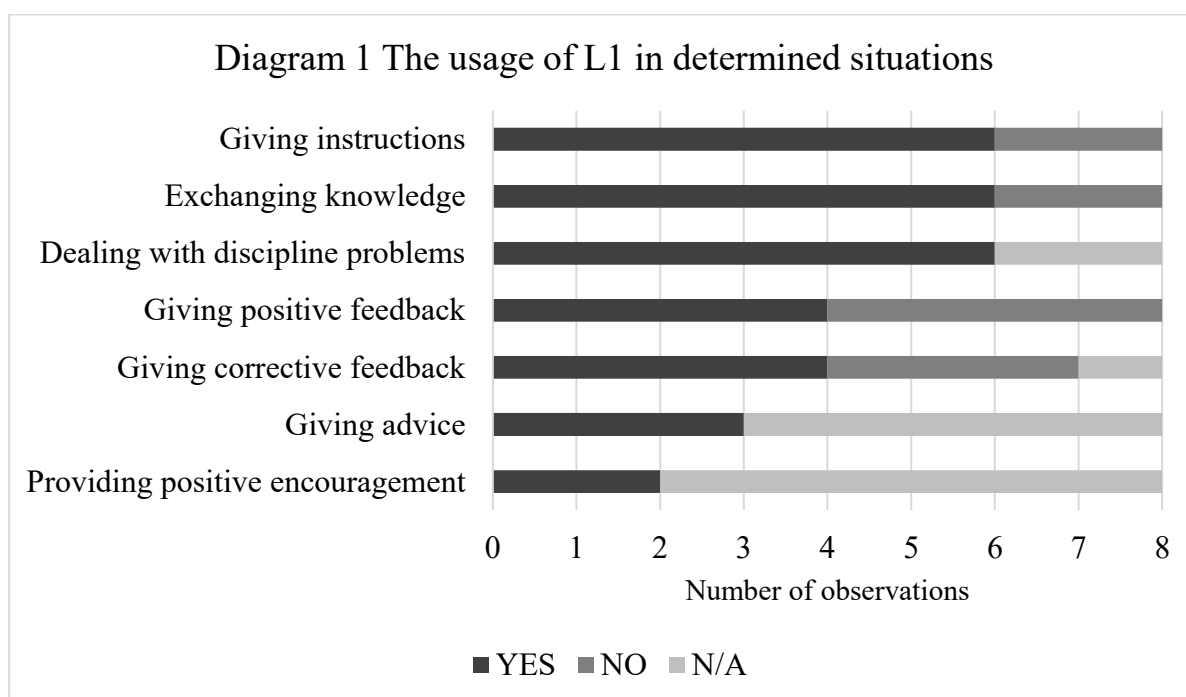 Diagram 1 The usage of L1 in determined situations
Giving instructions
Exchanging knowledge
Dealing with discipline problems
Giving positive feedback
Giving corrective feedback
Giving advice
Providing positive encouragement
0 1 2 3 4 5 6 7 8
Number of observations
YES NO N/A